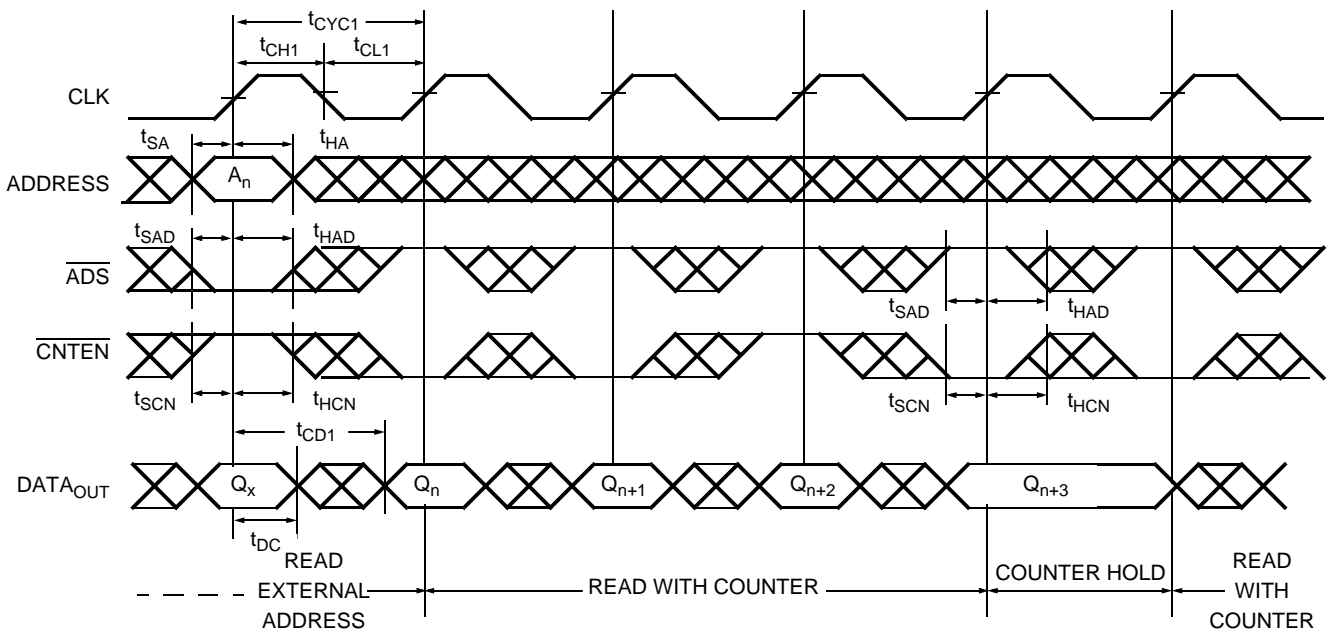 tCYC1
tCH1 tCL1
CLK
tSA tHA
ADDRESS An
tSAD tHAD
ADS
tSAD tHAD
CNTEN
tSCN tHCN tSCN tHCN
tCD1
DATAOUT Qx Qn Qn+1 Qn+2 Qn+3
tDC
READ EXTERNAL ADDRESS
READ WITH COUNTER
COUNTER HOLD
READ WITH COUNTER